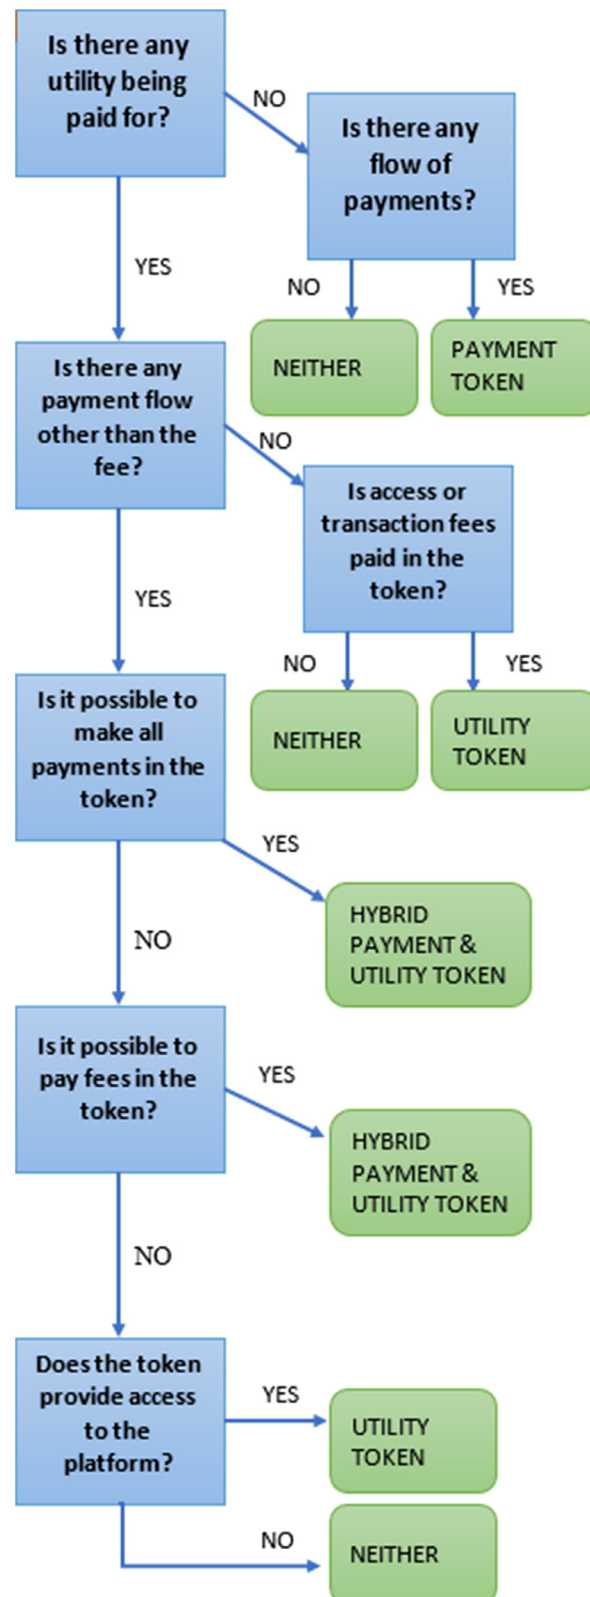 Is there any
utility being
paid for?
NO
Is there any
flow of
payments?
YES
NO
YES
NEITHER
PAYMENT
TOKEN
Is there any
payment flow
other than the
fee?
NO
Is access or
transaction fees
paid in the
token?
YES
NO
YES
NEITHER
UTILITY
TOKEN
Is it possible to
make all
payments in the
token?
YES
HYBRID
PAYMENT &
UTILITY TOKEN
NO
Is it possible to
pay fees in the
token?
YES
HYBRID
PAYMENT &
UTILITY TOKEN
NO
Does the token
provide access
to the
platform?
YES
UTILITY
TOKEN
NO
NEITHER